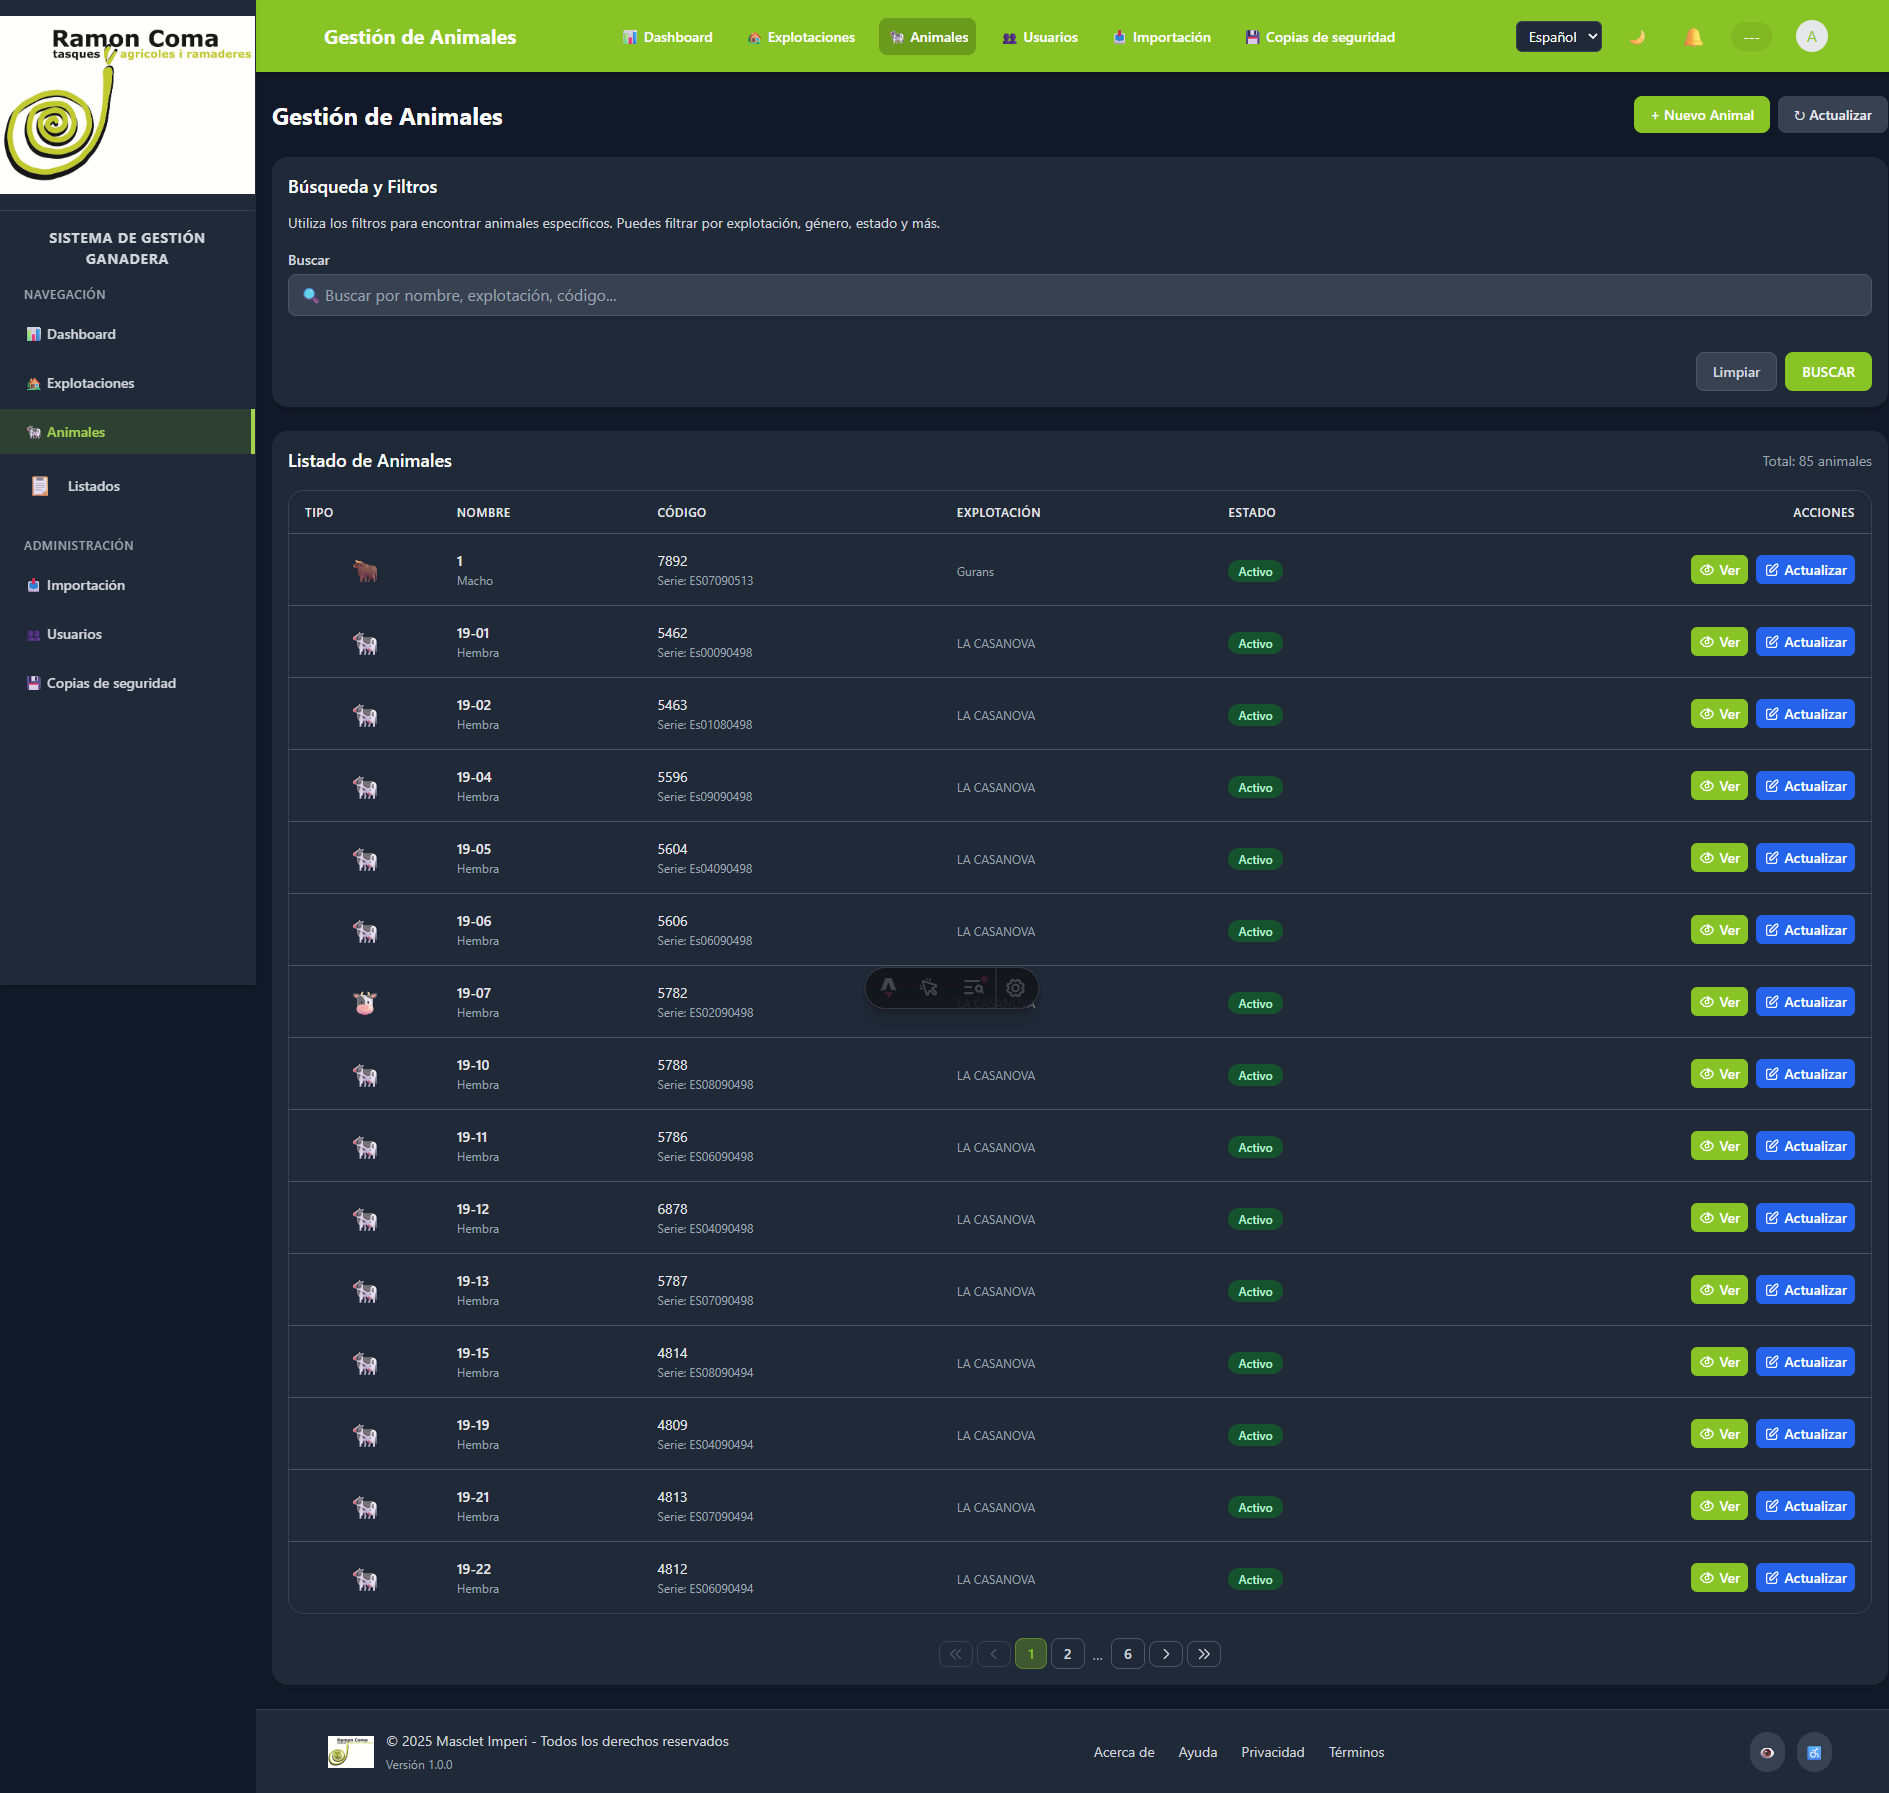 Ramon Coma
tasques agrícoles i ramaderes
SISTEMA DE GESTIÓN
GANADERA
NAVEGACIÓN
Dashboard
Explotaciones
Animales
Listados
ADMINISTRACIÓN
Importación
Usuarios
Copias de seguridad
Gestión de Animales
Dashboard
Explotaciones
Animales
Usuarios
Importación
Copias de seguridad
Español
---
A
Gestión de Animales
+ Nuevo Animal
↻ Actualizar
Búsqueda y Filtros
Utiliza los filtros para encontrar animales específicos. Puedes filtrar por explotación, género, estado y más.
Buscar
Buscar por nombre, explotación, código...
Limpiar
BUSCAR
Listado de Animales
Total: 85 animales
TIPO NOMBRE CÓDIGO EXPLOTACIÓN ESTADO ACCIONES
1 7892
Macho Serie: ES07090513 Gurans Activo Ver Actualizar
19-01 5462
Hembra Serie: Es00090498 LA CASANOVA Activo Ver Actualizar
19-02 5463
Hembra Serie: Es01080498 LA CASANOVA Activo Ver Actualizar
19-04 5596
Hembra Serie: Es09090498 LA CASANOVA Activo Ver Actualizar
19-05 5604
Hembra Serie: Es04090498 LA CASANOVA Activo Ver Actualizar
19-06 5606
Hembra Serie: Es06090498 LA CASANOVA Activo Ver Actualizar
19-07 5782
Hembra Serie: ES02090498 LA CASANOVA Activo Ver Actualizar
19-10 5788
Hembra Serie: ES08090498 LA CASANOVA Activo Ver Actualizar
19-11 5786
Hembra Serie: ES06090498 LA CASANOVA Activo Ver Actualizar
19-12 6878
Hembra Serie: ES04090498 LA CASANOVA Activo Ver Actualizar
19-13 5787
Hembra Serie: ES07090498 LA CASANOVA Activo Ver Actualizar
19-15 4814
Hembra Serie: ES08090494 LA CASANOVA Activo Ver Actualizar
19-19 4809
Hembra Serie: ES04090494 LA CASANOVA Activo Ver Actualizar
19-21 4813
Hembra Serie: ES07090494 LA CASANOVA Activo Ver Actualizar
19-22 4812
Hembra Serie: ES06090494 LA CASANOVA Activo Ver Actualizar
1 2 ... 6
Ramon Coma
© 2025 Masclet Imperi - Todos los derechos reservados
Versión 1.0.0
Acerca de Ayuda Privacidad Términos